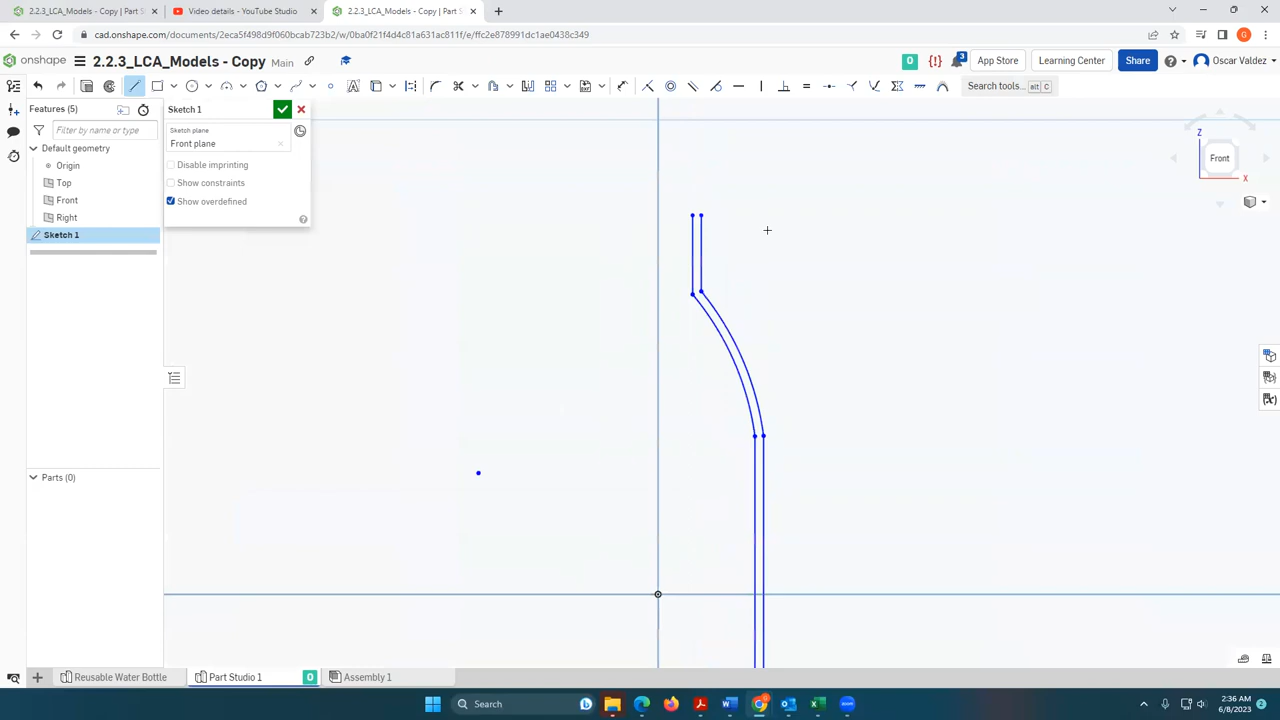 2.2.3_LCA_Models - Copy | Part S
Video details - YouTube Studio
2.2.3_LCA_Models - Copy | Part S
cad.onshape.com/documents/2eca5f498d9f060bcab723b2/w/0ba0f21f4d4c81a631ac811f/e/ffc2e878991dc1ae0438c349
G
onshape
2.2.3_LCA_Models - Copy
Main
0
3
App Store
Learning Center
Share
Oscar Valdez
Search tools...
alt C
Features (5)
Filter by name or type
Default geometry
Origin
Top
Front
Right
Sketch 1
Sketch 1
Sketch plane
Front plane
Disable imprinting
Show constraints
Show overdefined
Z
Front
X
Parts (0)
Reusable Water Bottle
Part Studio 1
0
Assembly 1
Search
2:36 AM
6/8/2023